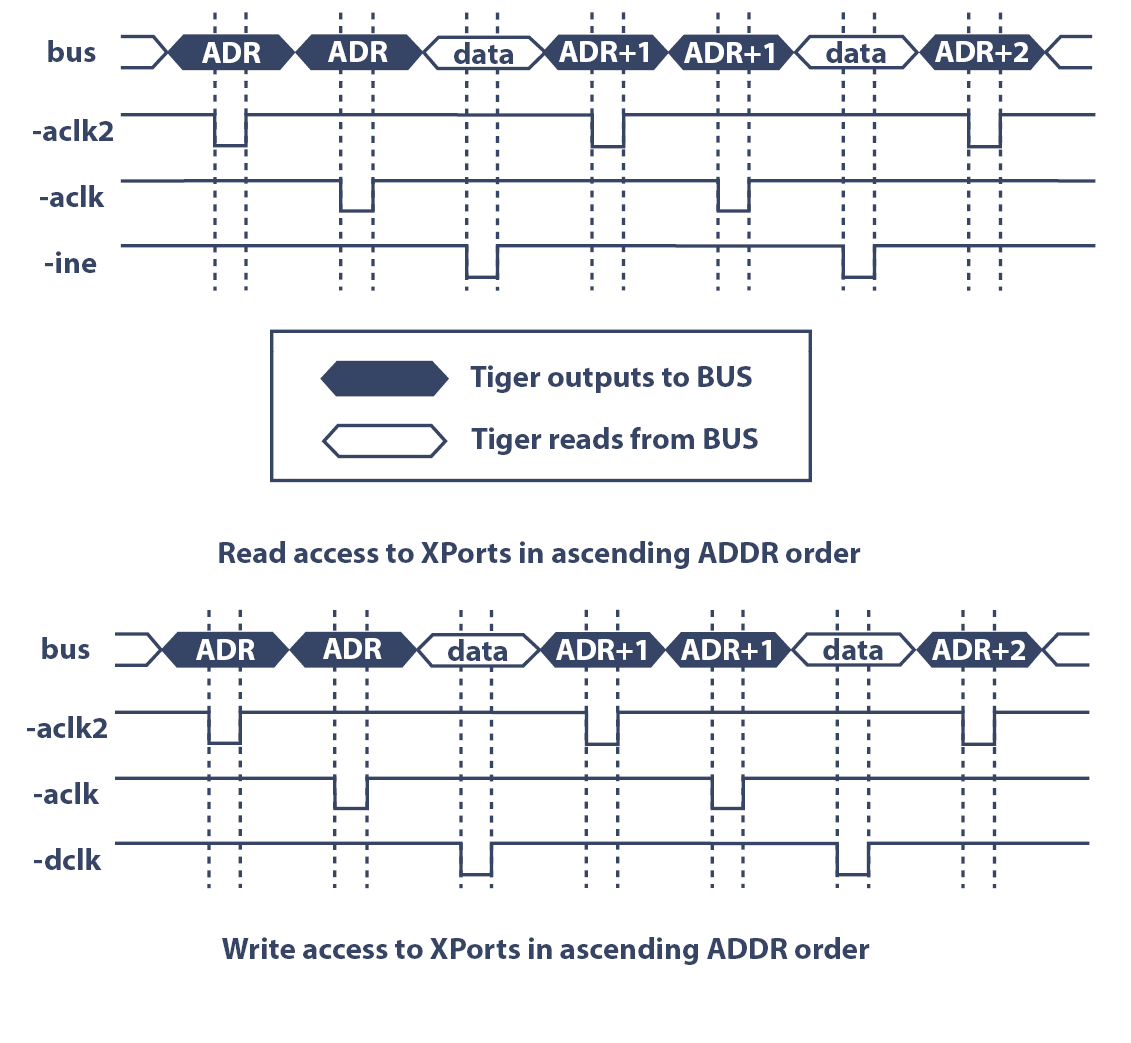 bus ADR ADR data ADR+1 ADR+1 data ADR+2
-aclk2
-aclk
-ine
Tiger outputs to BUS
Tiger reads from BUS
Read access to XPorts in ascending ADDR order
bus ADR ADR data ADR+1 ADR+1 data ADR+2
-aclk2
-aclk
-dclk
Write access to XPorts in ascending ADDR order